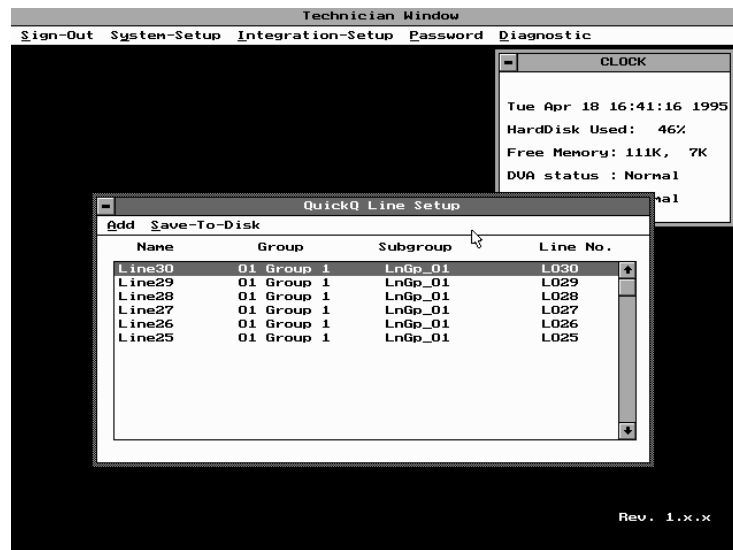 Technician Window
Sign-Out System-Setup Integration-Setup Password Diagnostic
CLOCK
Tue Apr 18 16:41:16 1995
HardDisk Used: 46%
Free Memory: 111K, 7K
DVA status : Normal
mal
QuickQ Line Setup
Add Save-To-Disk
Name Group Subgroup Line No.
Line30 01 Group 1 LnGp_01 L030
Line29 01 Group 1 LnGp_01 L029
Line28 01 Group 1 LnGp_01 L028
Line27 01 Group 1 LnGp_01 L027
Line26 01 Group 1 LnGp_01 L026
Line25 01 Group 1 LnGp_01 L025
Rev. 1.x.x